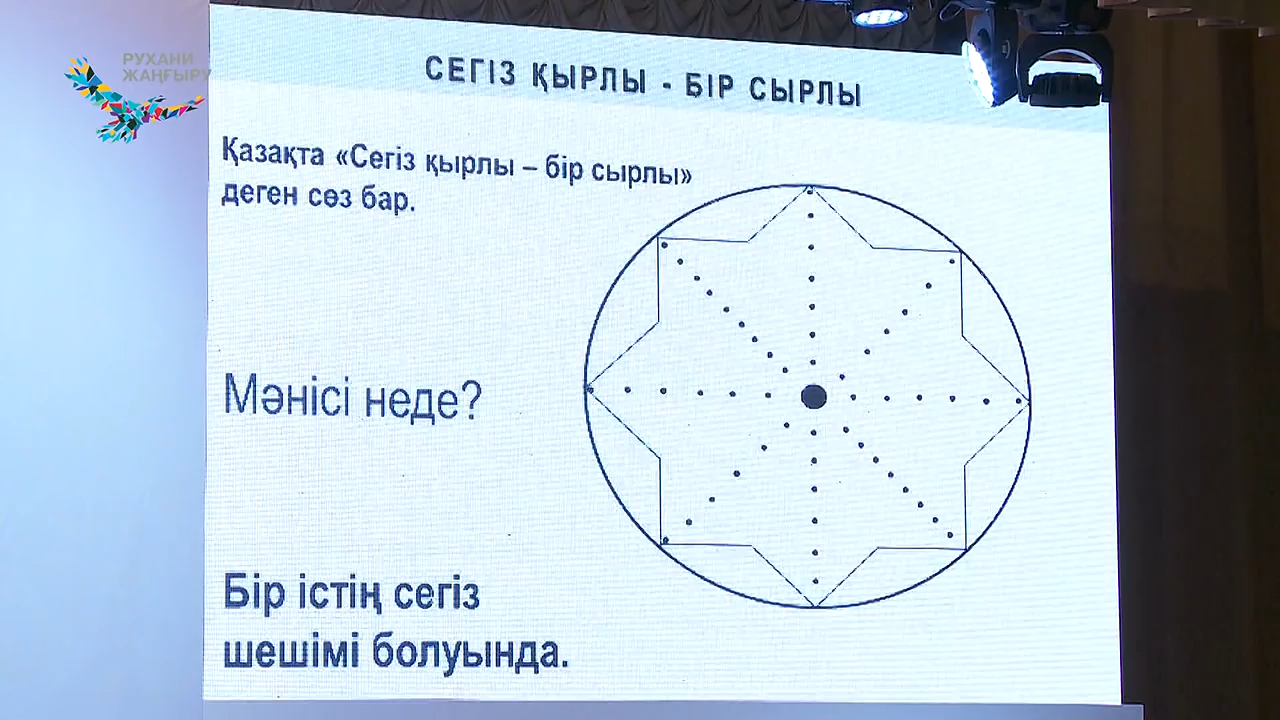 РУХАНИ
ЖАҢҒЫРУ
СЕГІЗ ҚЫРЛЫ - БІР СЫРЛЫ
Қазақта «Сегіз қырлы – бір сырлы»
деген сөз бар.
Мәнісі неде?
Бір істің сегіз
шешімі болуында.